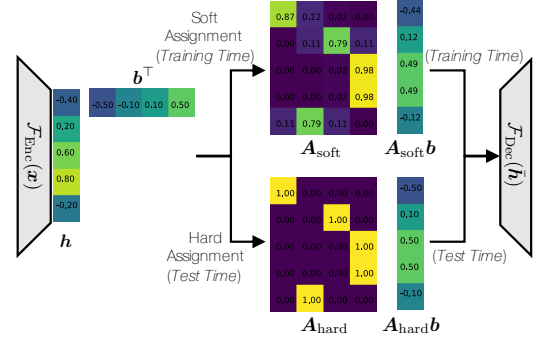 Soft
Assignment
(Training Time)
0.87 0.12 0.02 0.00
0.00 0.11 0.79 0.11
0.00 0.00 0.02 0.98
0.00 0.00 0.02 0.98
0.11 0.79 0.11 0.00
A_soft
-0.44
0.12
0.49
0.49
-0.12
A_soft b
(Training Time)
F_Enc(x)
-0.40
0.20
0.60
0.80
-0.20
h
b^⊤
-0.50 -0.10 0.10 0.50
F_Dec(h̄)
Hard
Assignment
(Test Time)
1.00 0.00 0.00 0.00
0.00 0.00 1.00 0.00
0.00 0.00 0.00 1.00
0.00 0.00 0.00 1.00
0.00 1.00 0.00 0.00
A_hard
-0.50
0.10
0.50
0.50
-0.10
A_hard b
(Test Time)